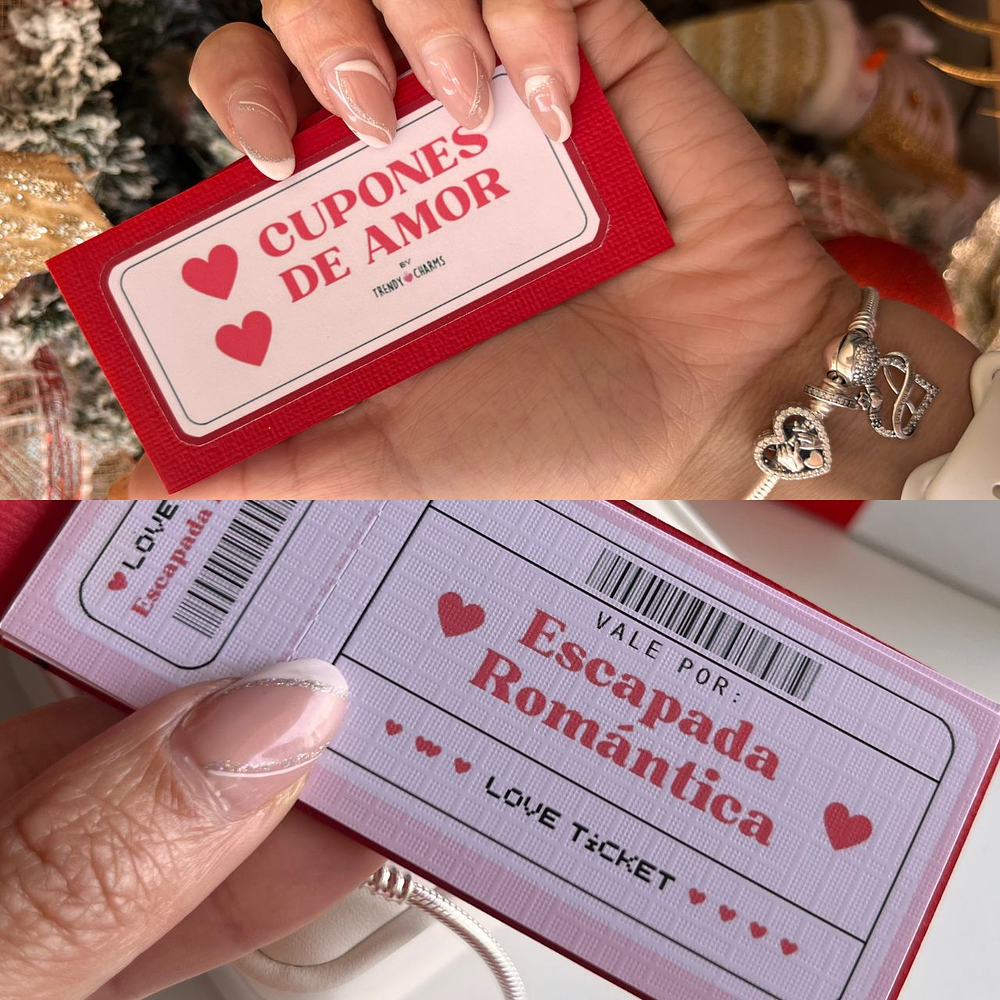 CUPONES
DE AMOR
BY
TRENDY CHARMS
LOVE
Escapada
VALE POR:
Escapada
Romántica
LOVE TiCKET